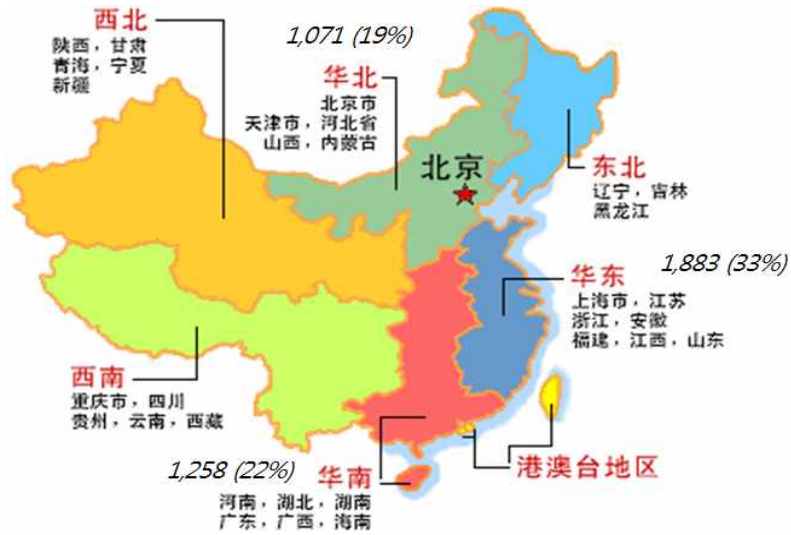 西北
陕西，甘肃
青海，宁夏
新疆
1,071 (19%)
华北
北京市
天津市，河北省
山西，内蒙古
北京
东北
辽宁，吉林
黑龙江
1,883 (33%)
华东
上海市，江苏
浙江，安徽
福建，江西，山东
西南
重庆市，四川
贵州，云南，西藏
1,258 (22%)
华南
河南，湖北，湖南
广东，广西，海南
港澳台地区